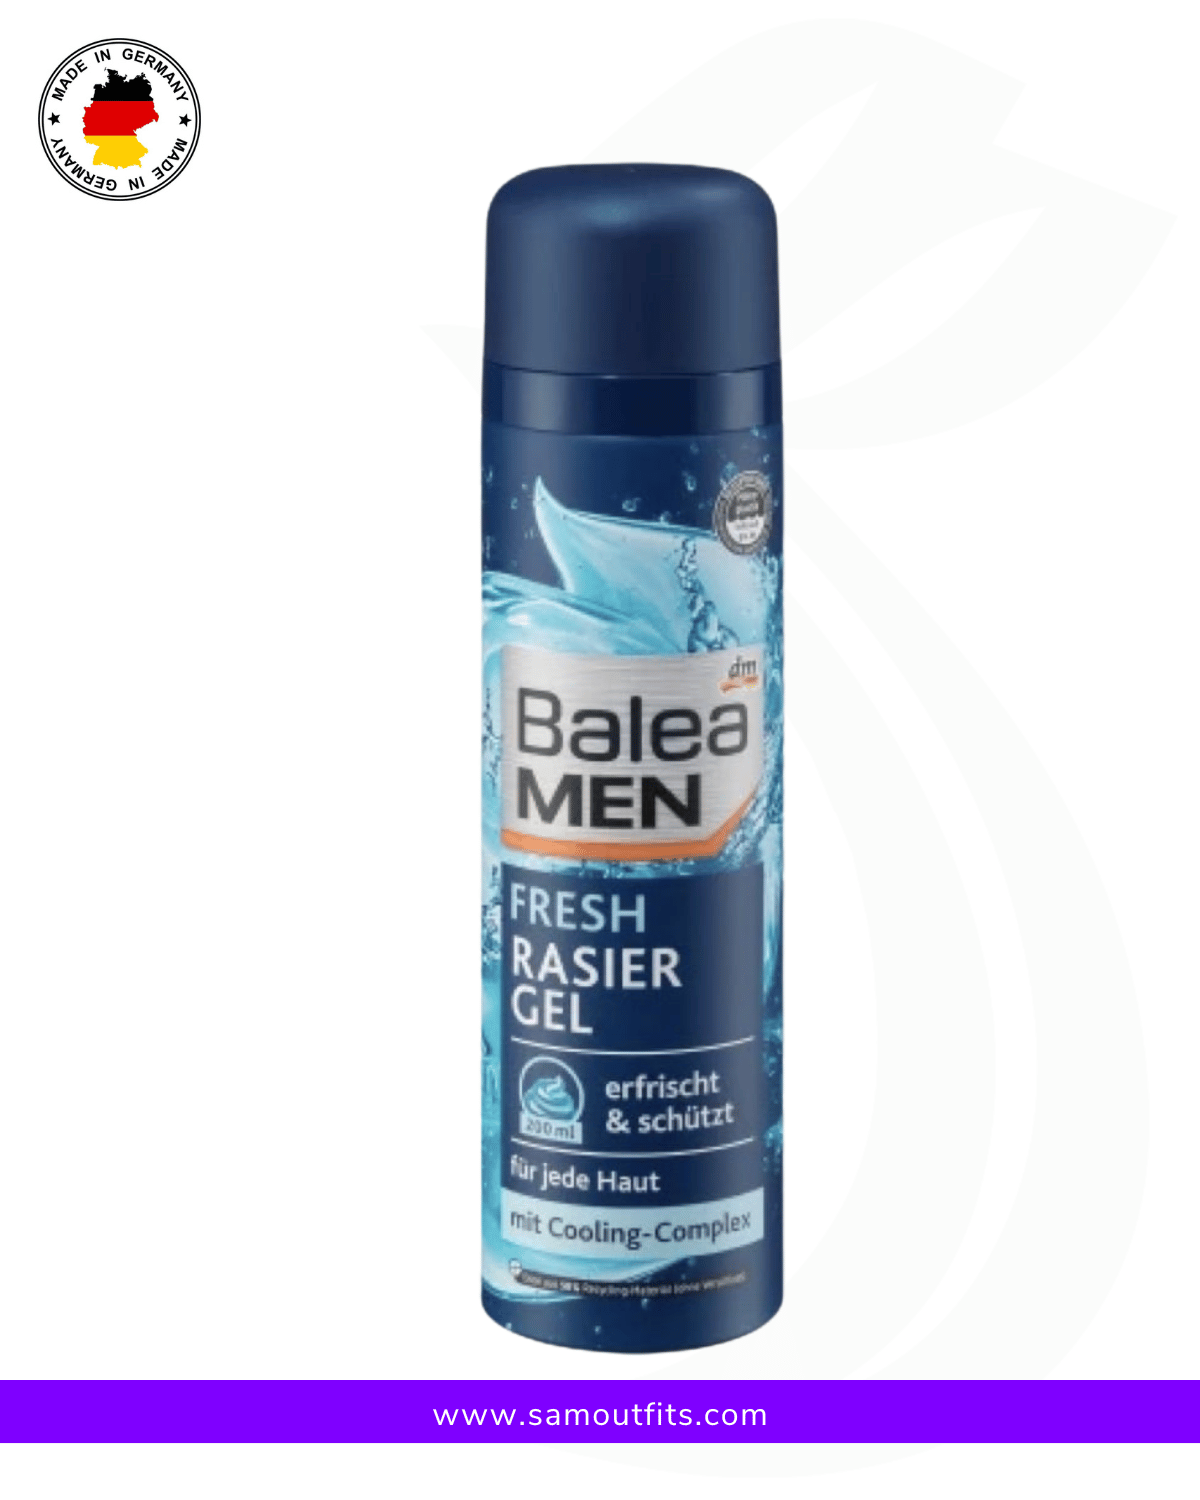 MADE IN GERMANY
MADE IN GERMANY
dm
Balea
MEN
FRESH
RASIER
GEL
erfrischt
& schützt
200 ml
für jede Haut
mit Cooling-Complex
www.samoutfits.com